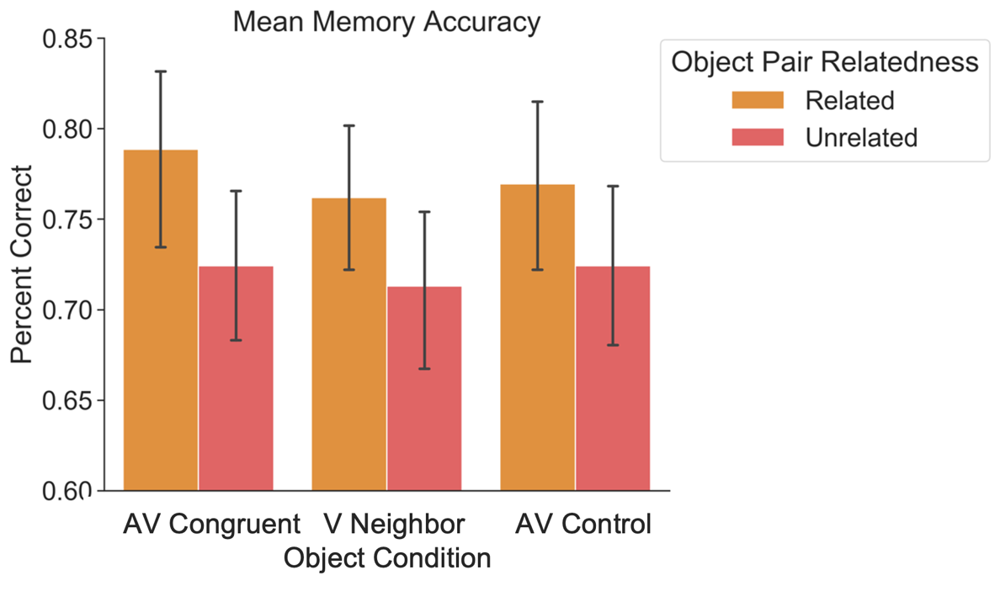 Mean Memory Accuracy
0.85
0.80
0.75
0.70
0.65
0.60
Percent Correct
AV Congruent V Neighbor AV Control
Object Condition
Object Pair Relatedness
Related
Unrelated